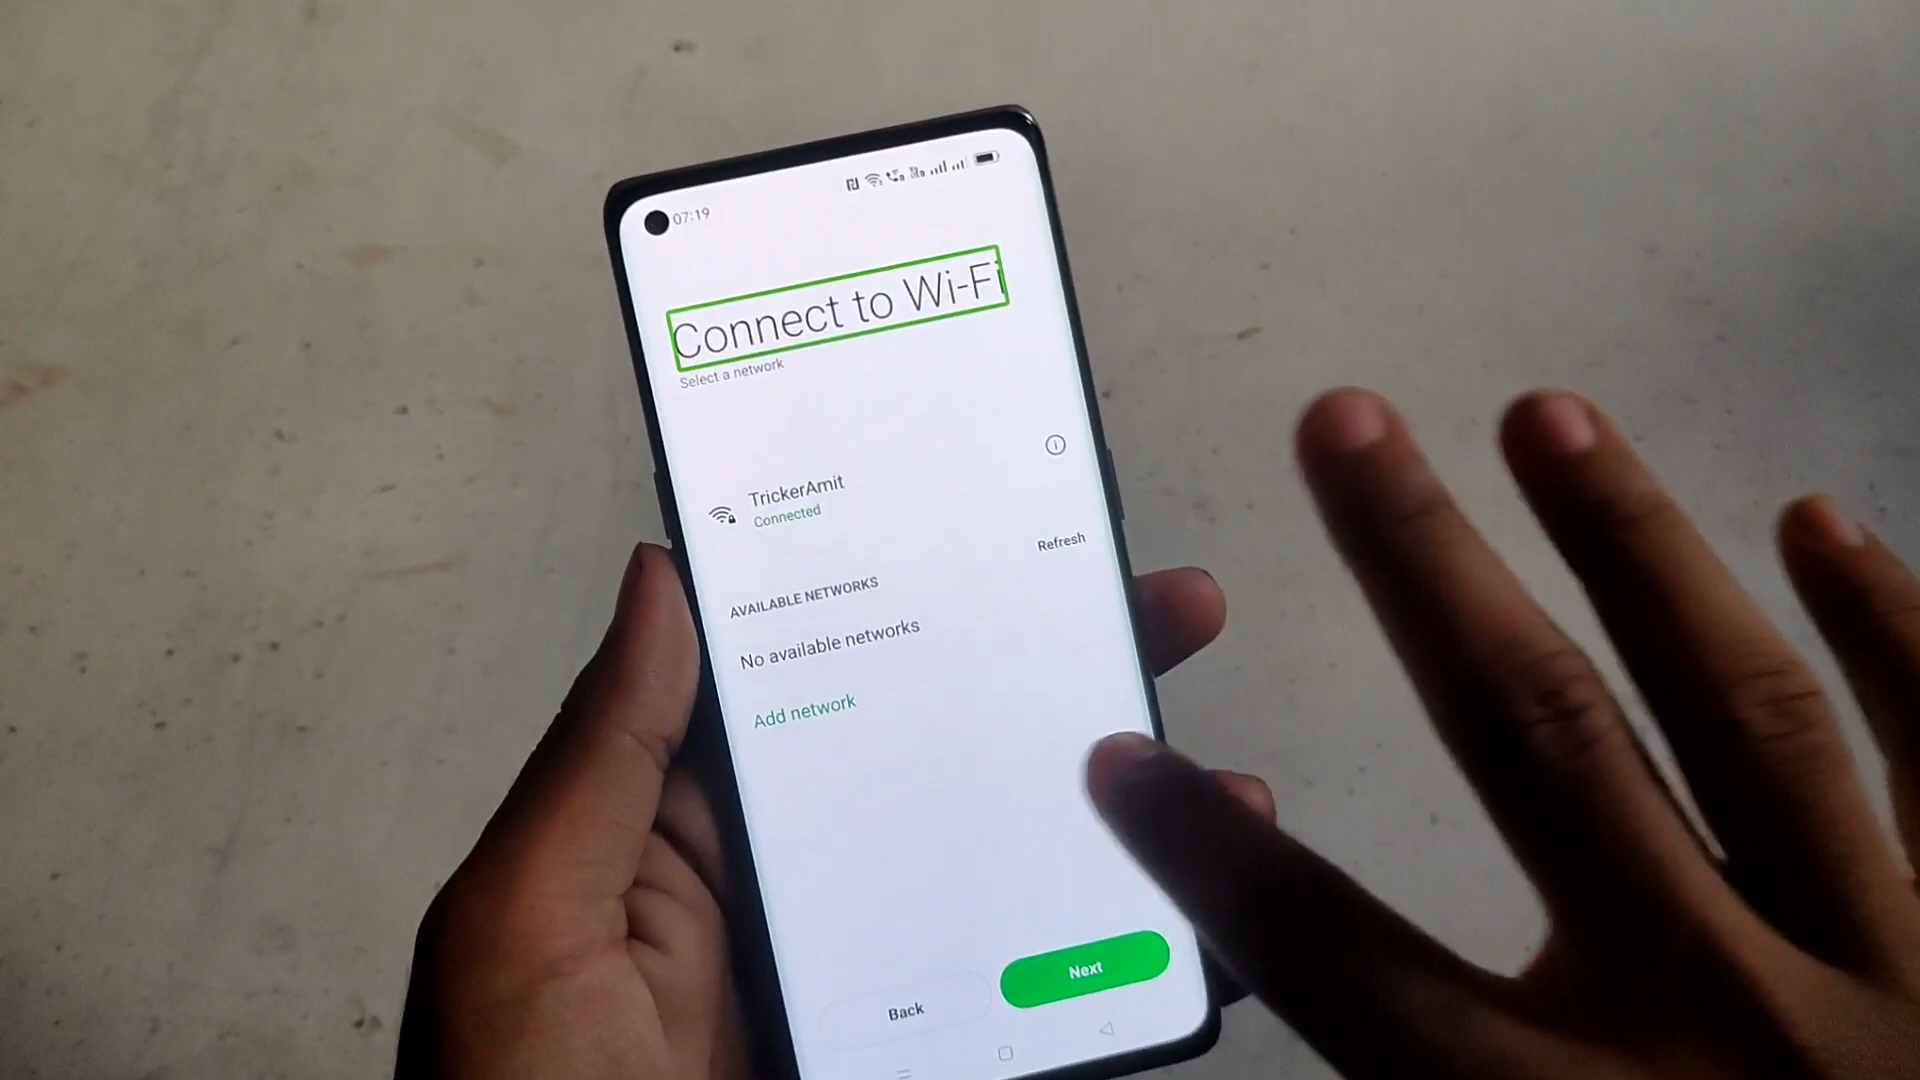 07:19
Connect to Wi-Fi
Select a network
TrickerAmit
Connected
Refresh
AVAILABLE NETWORKS
No available networks
Add network
Back
Next